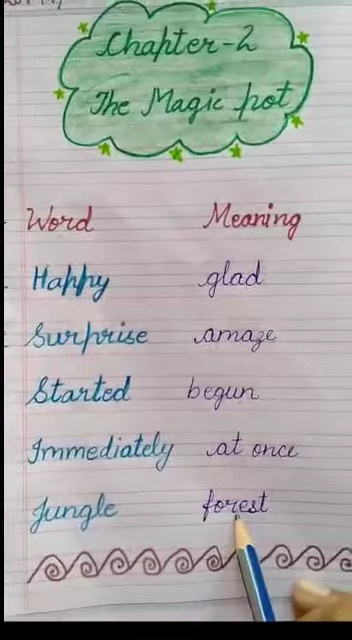 Chapter-2
The Magic pot
Word Meaning
Happy glad
Surprise amaze
Started begun
Immediately at once
Jungle forest